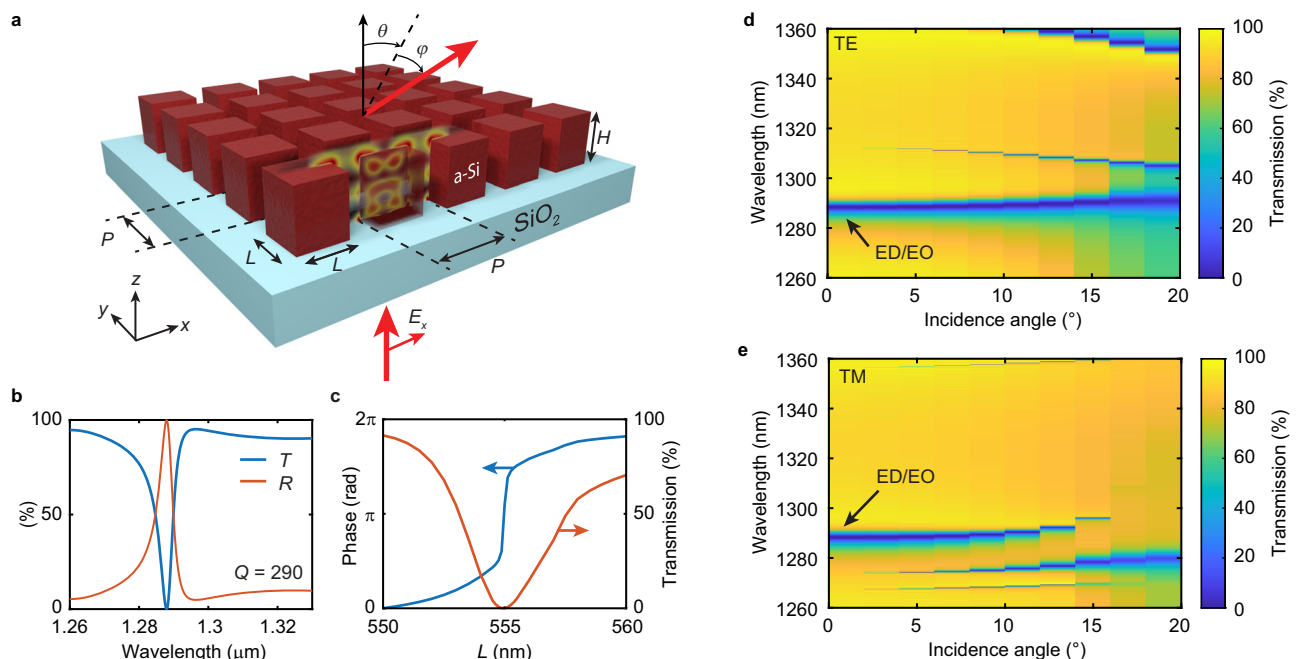 a
θ
φ
H
a-Si
SiO2
P
L
L
P
z
y
x
Ex
b
100
50
0
(%)
T
R
Q = 290
1.26
1.28
1.3
1.32
Wavelength (μm)
c
2π
π
0
Phase (rad)
100
50
0
Transmission (%)
550
555
560
L (nm)
d
TE
1360
1340
1320
1300
1280
1260
Wavelength (nm)
ED/EO
0
5
10
15
20
Incidence angle (°)
100
80
60
40
20
0
Transmission (%)
e
TM
1360
1340
1320
1300
1280
1260
Wavelength (nm)
ED/EO
0
5
10
15
20
Incidence angle (°)
100
80
60
40
20
0
Transmission (%)